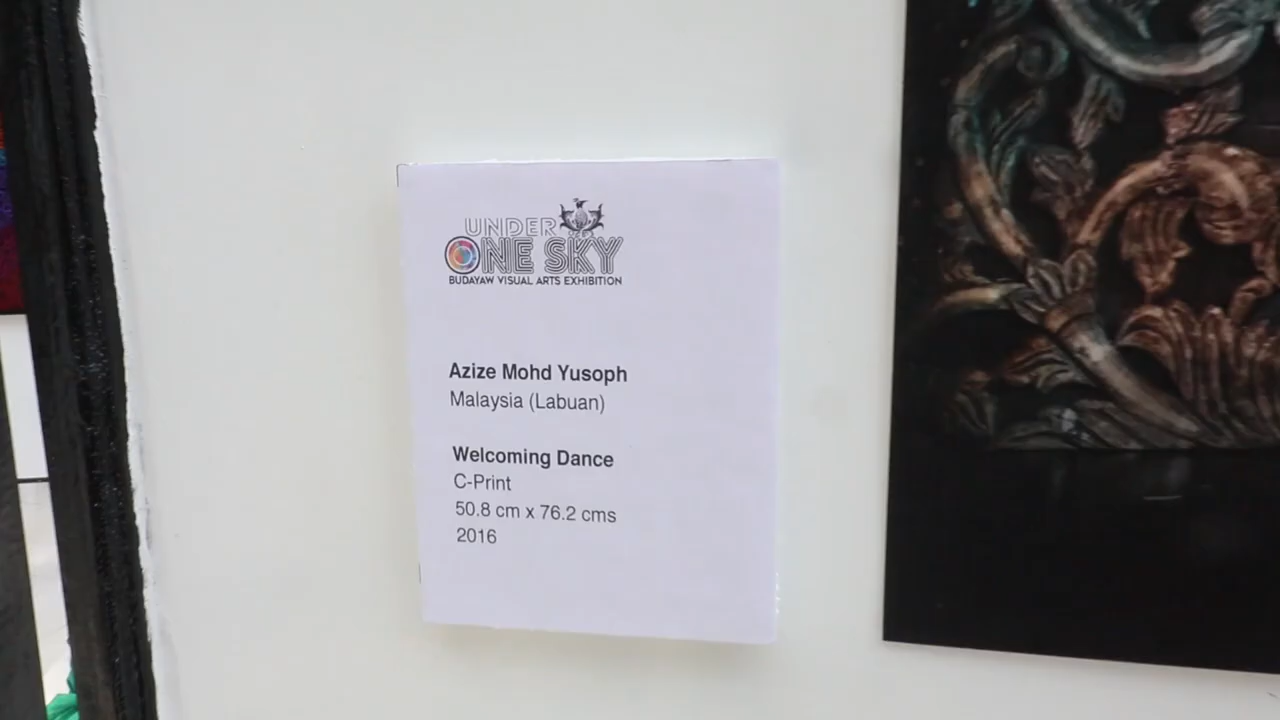 UNDER
ONE SKY
BUDAYAW VISUAL ARTS EXHIBITION
Azize Mohd Yusoph
Malaysia (Labuan)
Welcoming Dance
C-Print
50.8 cm x 76.2 cms
2016